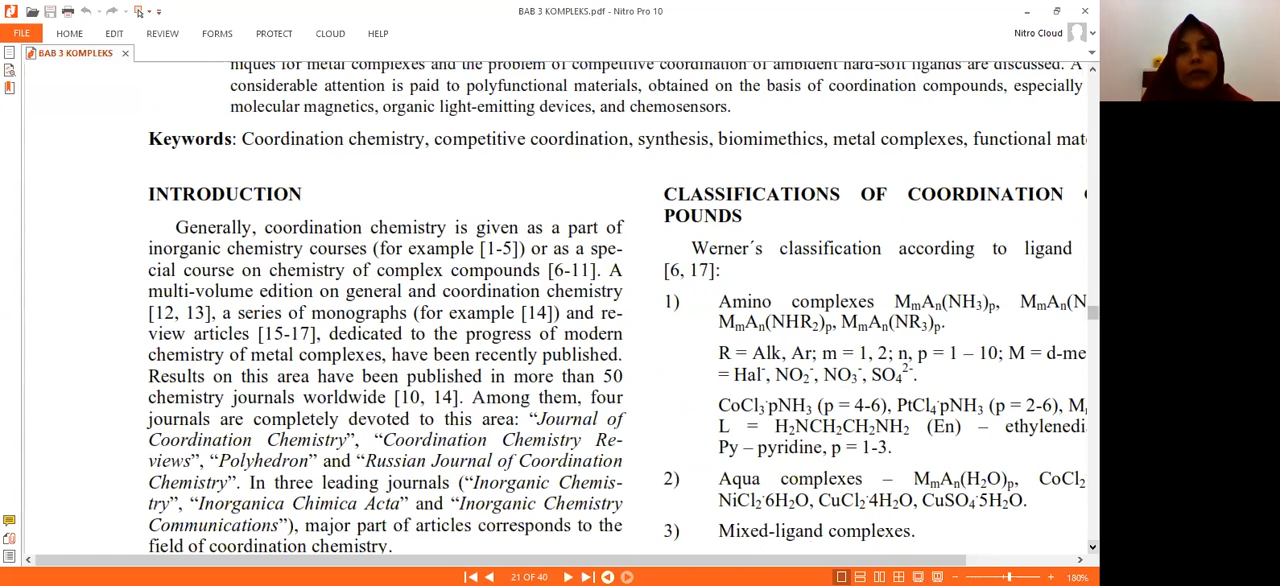 BAB 3 KOMPLEKS.pdf - Nitro Pro 10
FILE HOME EDIT REVIEW FORMS PROTECT CLOUD HELP
Nitro Cloud
BAB 3 KOMPLEKS
iques for metal complexes and the problem of competitive coordination of ambident hard-soft ligands are discussed. A
considerable attention is paid to polyfunctional materials, obtained on the basis of coordination compounds, especially
molecular magnetics, organic light-emitting devices, and chemosensors.
Keywords: Coordination chemistry, competitive coordination, synthesis, biomimethics, metal complexes, functional mat
INTRODUCTION
Generally, coordination chemistry is given as a part of
inorganic chemistry courses (for example [1-5]) or as a spe-
cial course on chemistry of complex compounds [6-11]. A
multi-volume edition on general and coordination chemistry
[12, 13], a series of monographs (for example [14]) and re-
view articles [15-17], dedicated to the progress of modern
chemistry of metal complexes, have been recently published.
Results on this area have been published in more than 50
chemistry journals worldwide [10, 14]. Among them, four
journals are completely devoted to this area: “Journal of
Coordination Chemistry”, “Coordination Chemistry Re-
views”, “Polyhedron” and “Russian Journal of Coordination
Chemistry”. In three leading journals (“Inorganic Chemis-
try”, “Inorganica Chimica Acta” and “Inorganic Chemistry
Communications”), major part of articles corresponds to the
field of coordination chemistry.
CLASSIFICATIONS OF COORDINATION
POUNDS
Werner´s classification according to ligand
[6, 17]:
1) Amino complexes MmAn(NH3)p, MmAn(N
MmAn(NHR2)p, MmAn(NR3)p.
R = Alk, Ar; m = 1, 2; n, p = 1 – 10; M = d-me
= Hal-, NO2-, NO3-, SO42-.
CoCl3·pNH3 (p = 4-6), PtCl4·pNH3 (p = 2-6), M
L = H2NCH2CH2NH2 (En) – ethylenedi
Py – pyridine, p = 1-3.
2) Aqua complexes – MmAn(H2O)p, CoCl2
NiCl2·6H2O, CuCl2·4H2O, CuSO4·5H2O.
3) Mixed-ligand complexes.
21 OF 40
180%